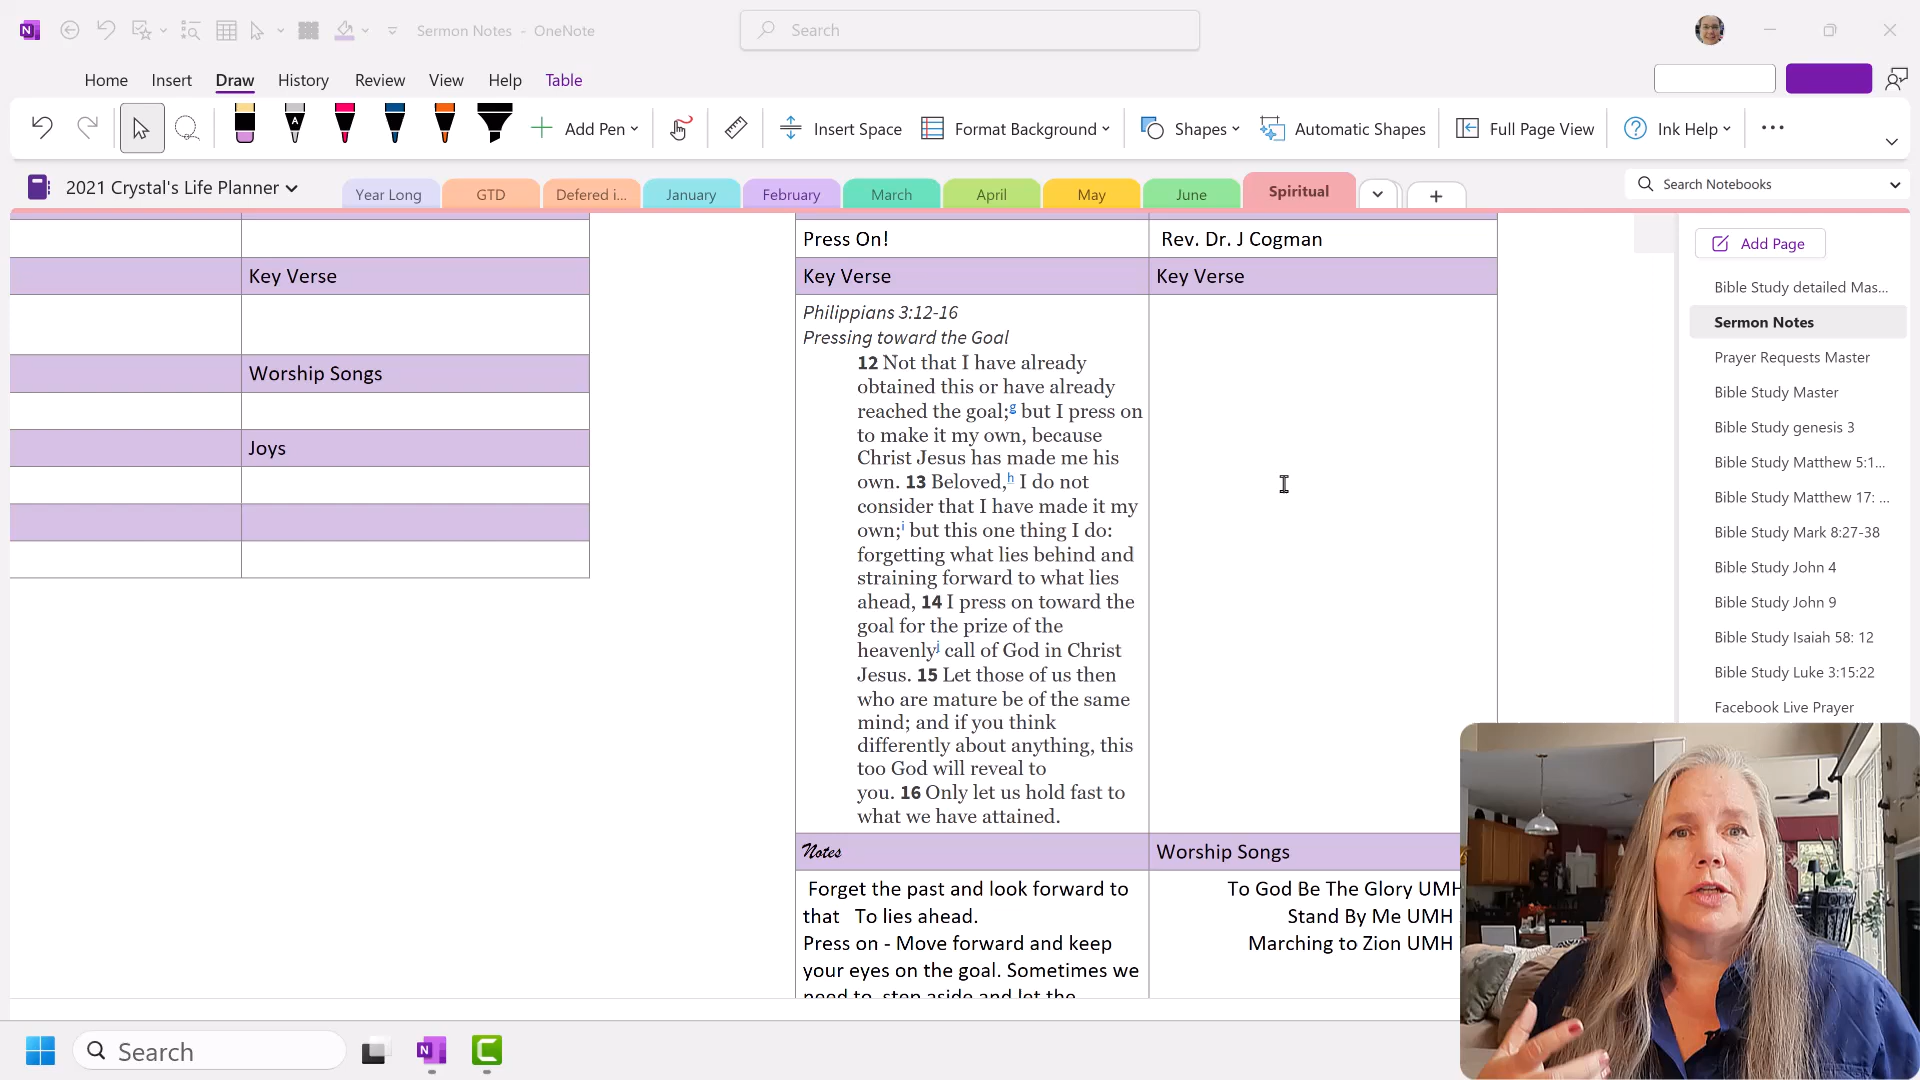 Sermon Notes - OneNote
Search
Home Insert Draw History Review View Help Table
Add Pen Insert Space Format Background Shapes Automatic Shapes Full Page View Ink Help
2021 Crystal's Life Planner
Year Long GTD Defered i... January February March April May June Spiritual
Search Notebooks
Press On! Rev. Dr. J Cogman
Key Verse Key Verse Key Verse
Worship Songs
Joys
Philippians 3:12-16
Pressing toward the Goal
12 Not that I have already
obtained this or have already
reached the goal;g but I press on
to make it my own, because
Christ Jesus has made me his
own. 13 Beloved,h I do not
consider that I have made it my
own;i but this one thing I do:
forgetting what lies behind and
straining forward to what lies
ahead, 14 I press on toward the
goal for the prize of the
heavenlyj call of God in Christ
Jesus. 15 Let those of us then
who are mature be of the same
mind; and if you think
differently about anything, this
too God will reveal to
you. 16 Only let us hold fast to
what we have attained.
Notes Worship Songs
Forget the past and look forward to
that To lies ahead.
Press on - Move forward and keep
your eyes on the goal. Sometimes we
need to step aside and let the
To God Be The Glory UMH
Stand By Me UMH
Marching to Zion UMH
Add Page
Bible Study detailed Mas...
Sermon Notes
Prayer Requests Master
Bible Study Master
Bible Study genesis 3
Bible Study Matthew 5:1...
Bible Study Matthew 17: ...
Bible Study Mark 8:27-38
Bible Study John 4
Bible Study John 9
Bible Study Isaiah 58: 12
Bible Study Luke 3:15:22
Facebook Live Prayer
Search